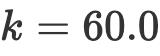 k = 60.0